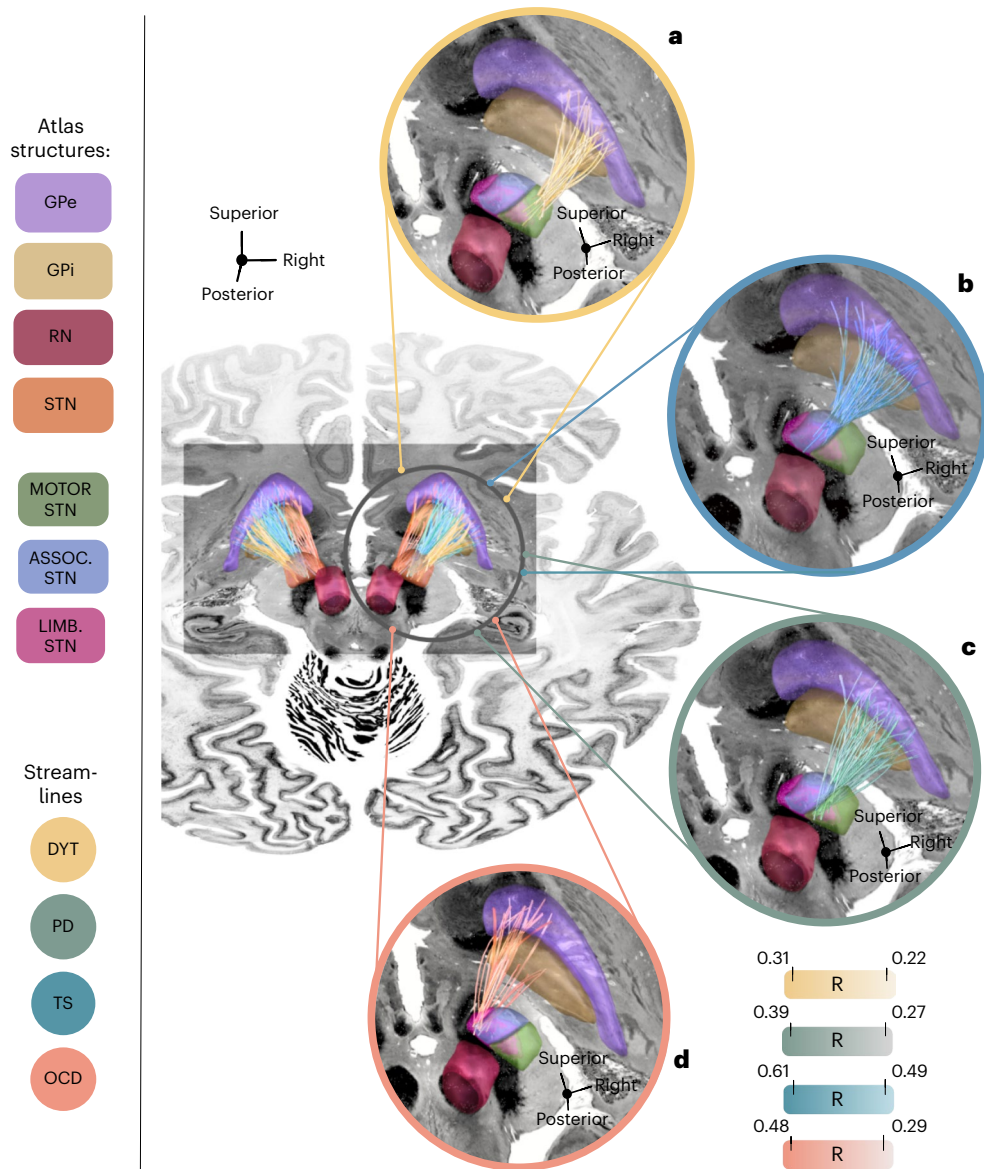 Atlas
structures:
GPe
GPi
RN
STN
MOTOR
STN
ASSOC.
STN
LIMB.
STN
Stream-
lines
DYT
PD
TS
OCD
Superior
Right
Posterior
a
Superior
Right
Posterior
b
Superior
Right
Posterior
c
Superior
Right
Posterior
d
Superior
Right
Posterior
0.31 0.22
R
0.39 0.27
R
0.61 0.49
R
0.48 0.29
R